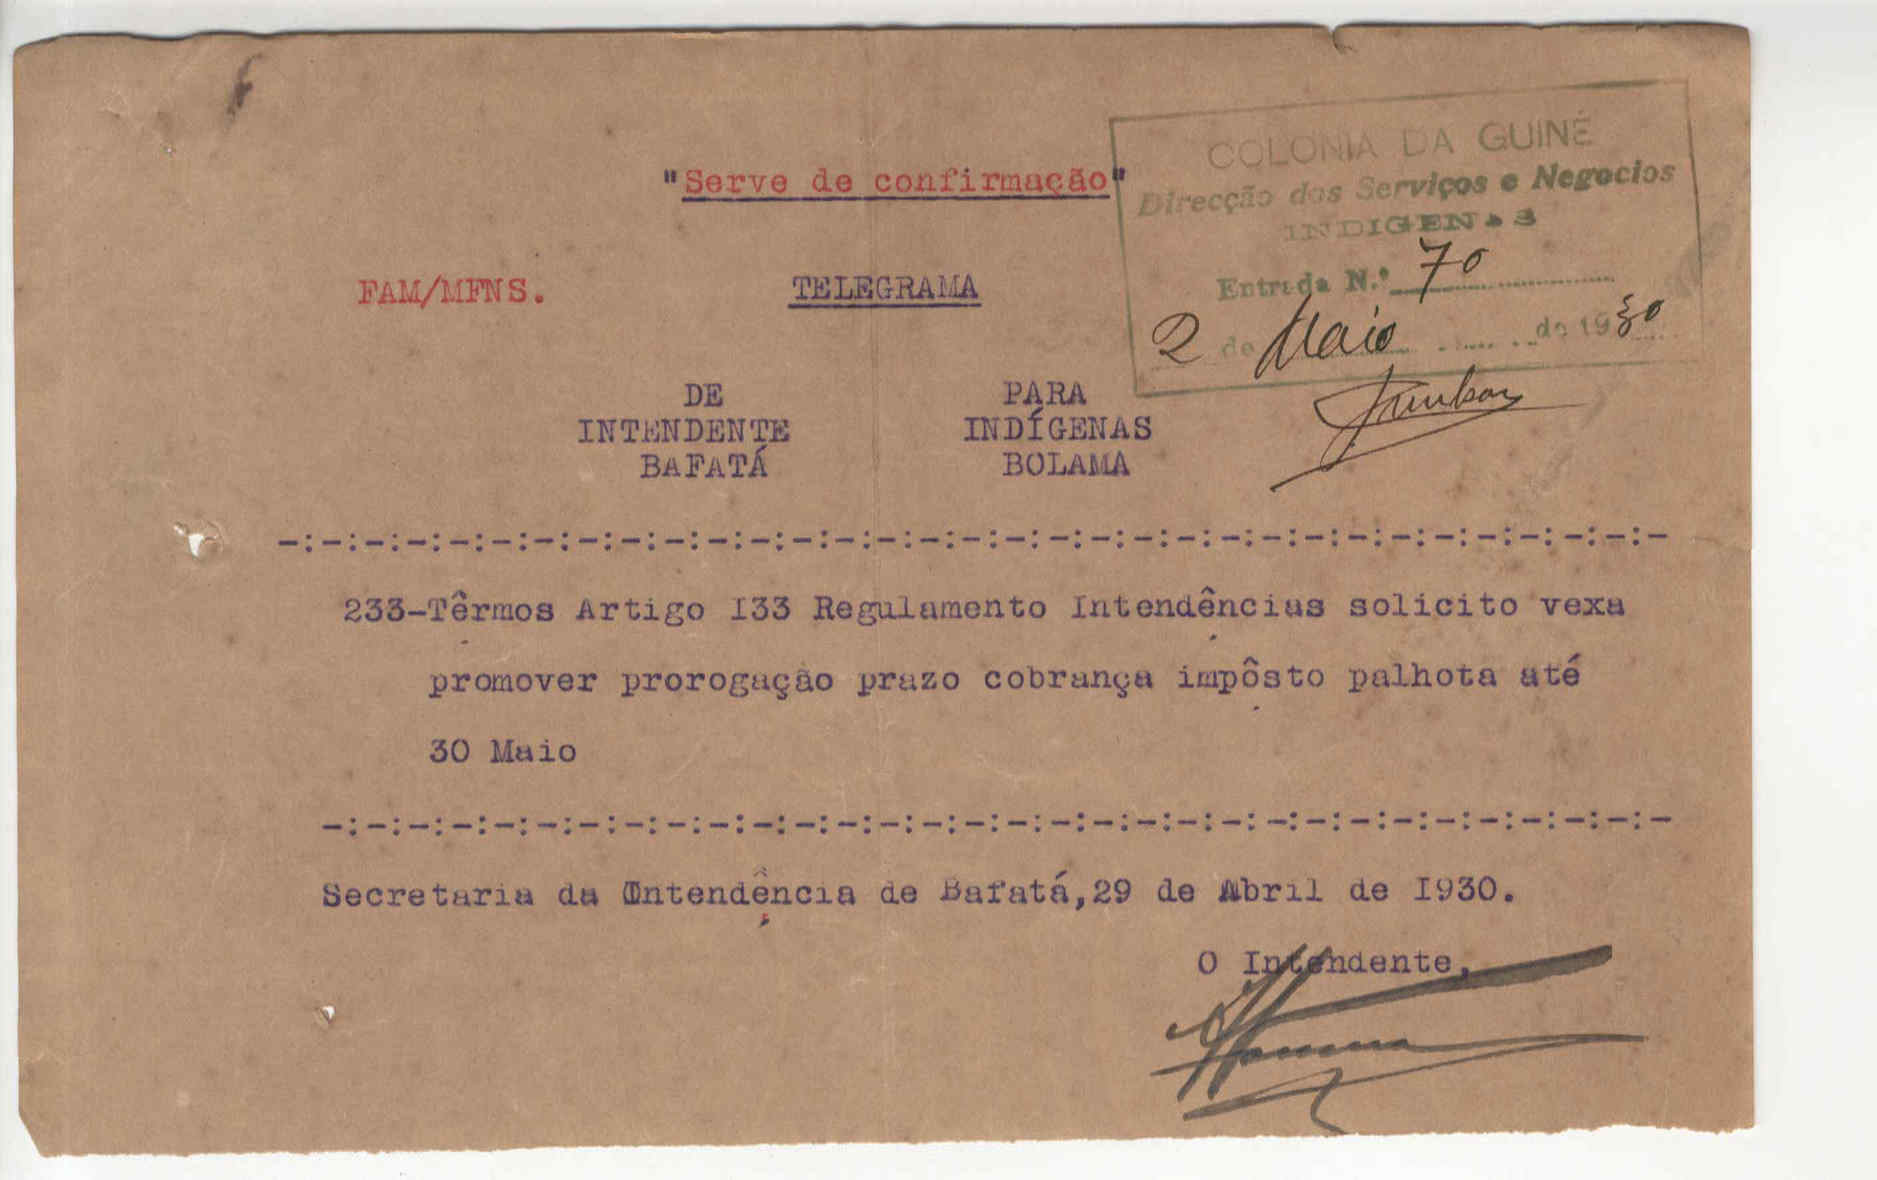 "Serve de confirmação"
COLONIA DA GUINÉ
Direcção dos Serviços e Negocios
INDIGENAS
Entrada N.º 70
2 de Maio de 1930
FAM/MFNS.
TELEGRAMA
DE
INTENDENTE
BAFATÁ
PARA
INDÍGENAS
BOLAMA
-:-:-:-:-:-:-:-:-:-:-:-:-:-:-:-:-:-:-:-:-:-:-:-:-:-:-:-:-:-:-:-:-
233-Têrmos Artigo I33 Regulamento Intendências solicito vexa
promover prorogação prazo cobrança impôsto palhota até
30 Maio
-:-:-:-:-:-:-:-:-:-:-:-:-:-:-:-:-:-:-:-:-:-:-:-:-:-:-:-:-:-:-:-
Secretaria da Intendência de Bafatá,29 de Abril de I930.
O Intendente,